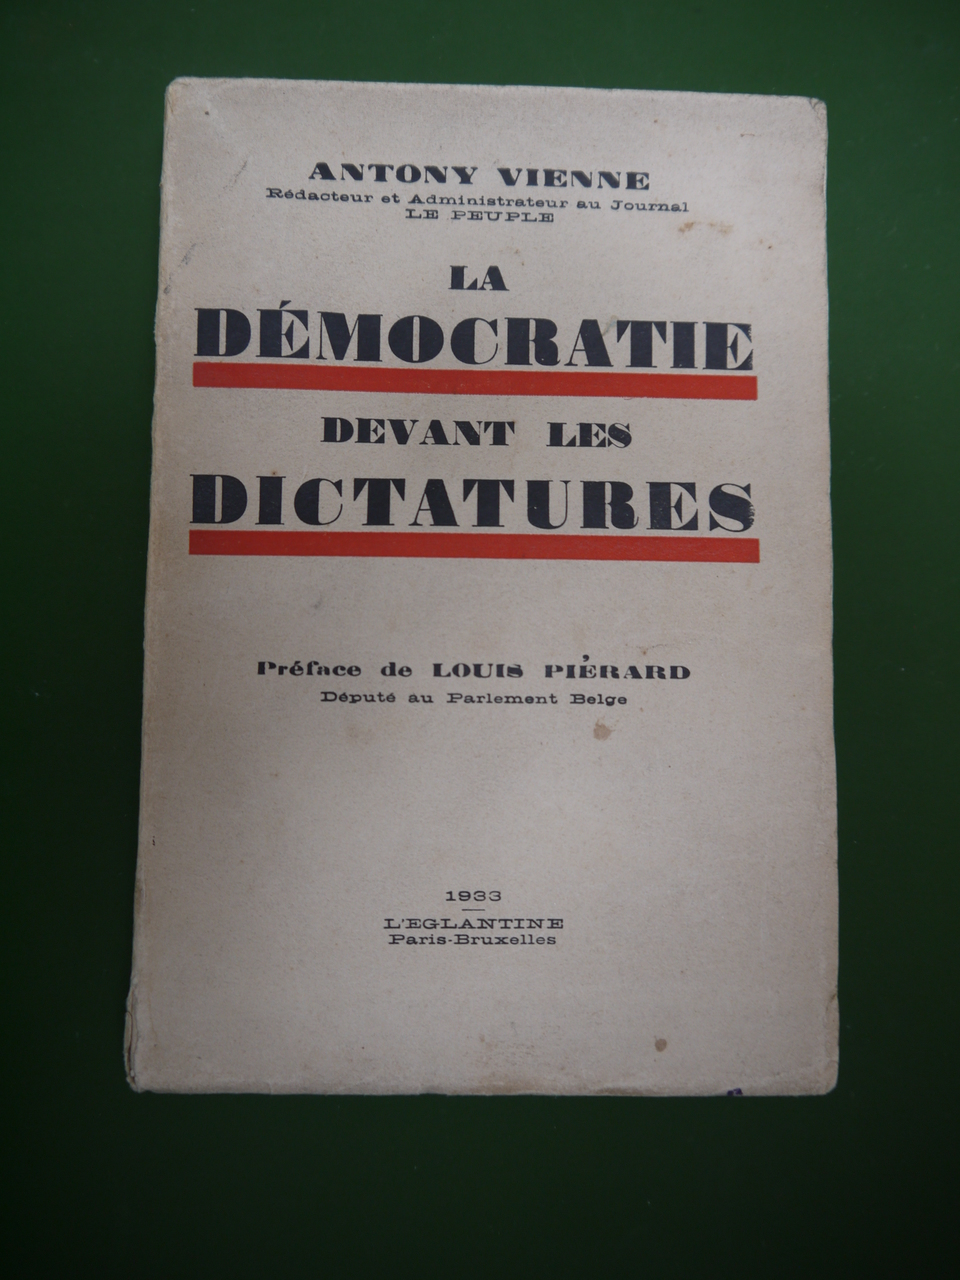 ANTONY VIENNE
Rédacteur et Administrateur au Journal
LE PEUPLE
LA
DÉMOCRATIE
DEVANT LES
DICTATURES
Préface de LOUIS PIÉRARD
Député au Parlement Belge
1933
L'EGLANTINE
Paris-Bruxelles